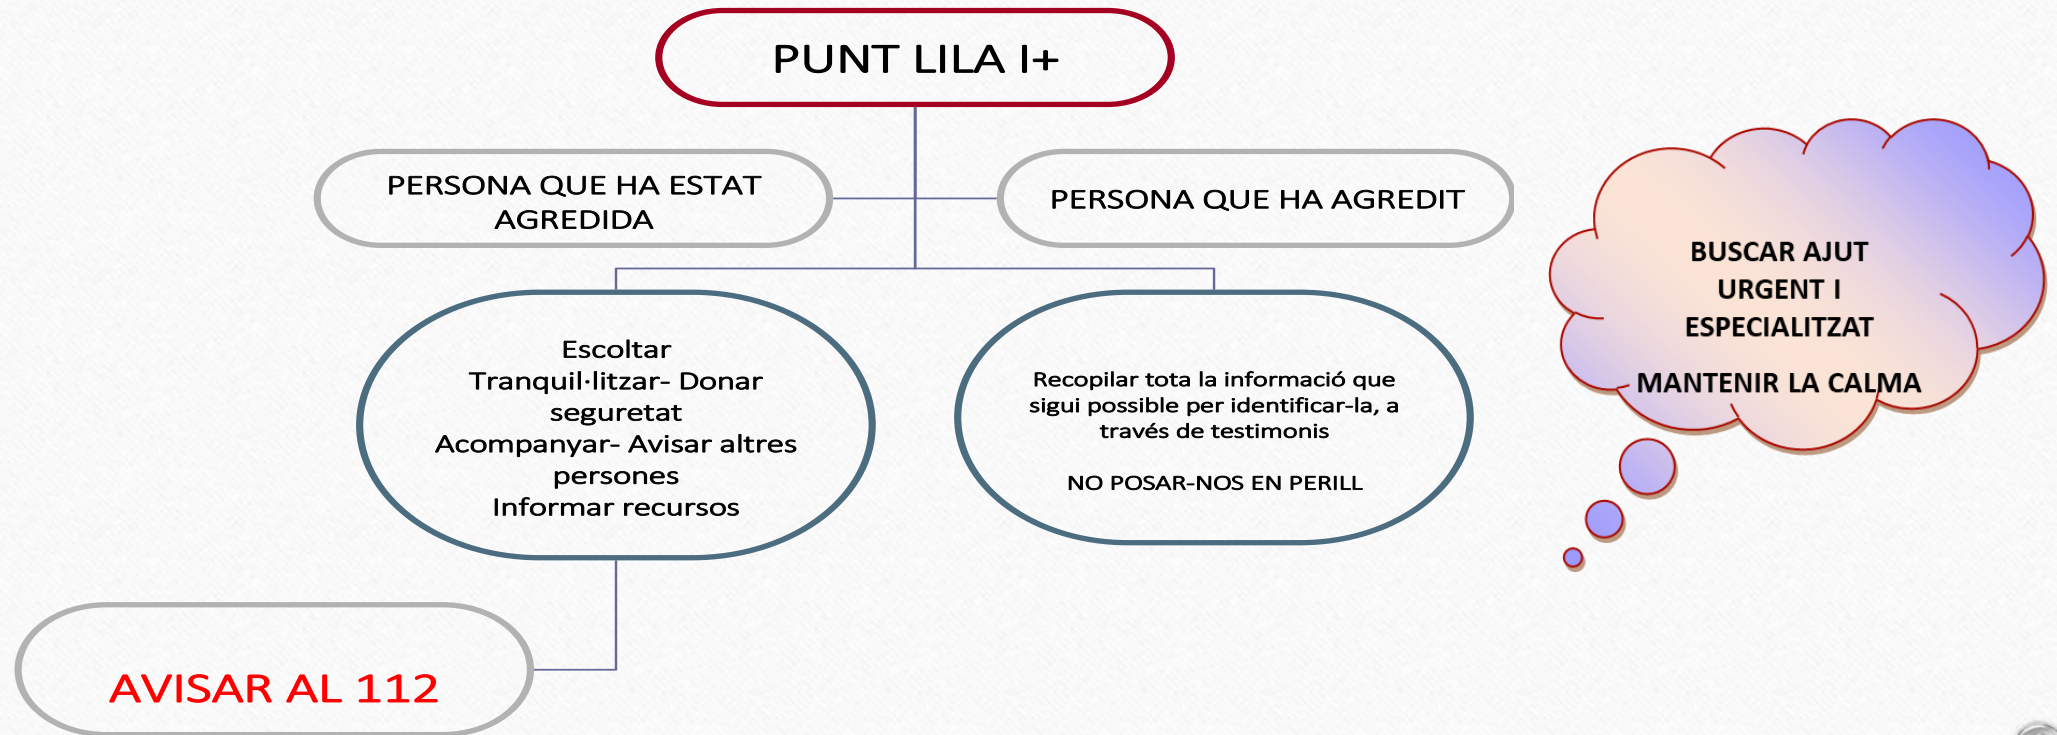 PUNT LILA I+
PERSONA QUE HA ESTAT
AGREDIDA
PERSONA QUE HA AGREDIT
Escoltar
Tranquil·litzar- Donar
seguretat
Acompanyar- Avisar altres
persones
Informar recursos
Recopilar tota la informació que
sigui possible per identificar-la, a
través de testimonis
NO POSAR-NOS EN PERILL
AVISAR AL 112
BUSCAR AJUT
URGENT I
ESPECIALITZAT
MANTENIR LA CALMA